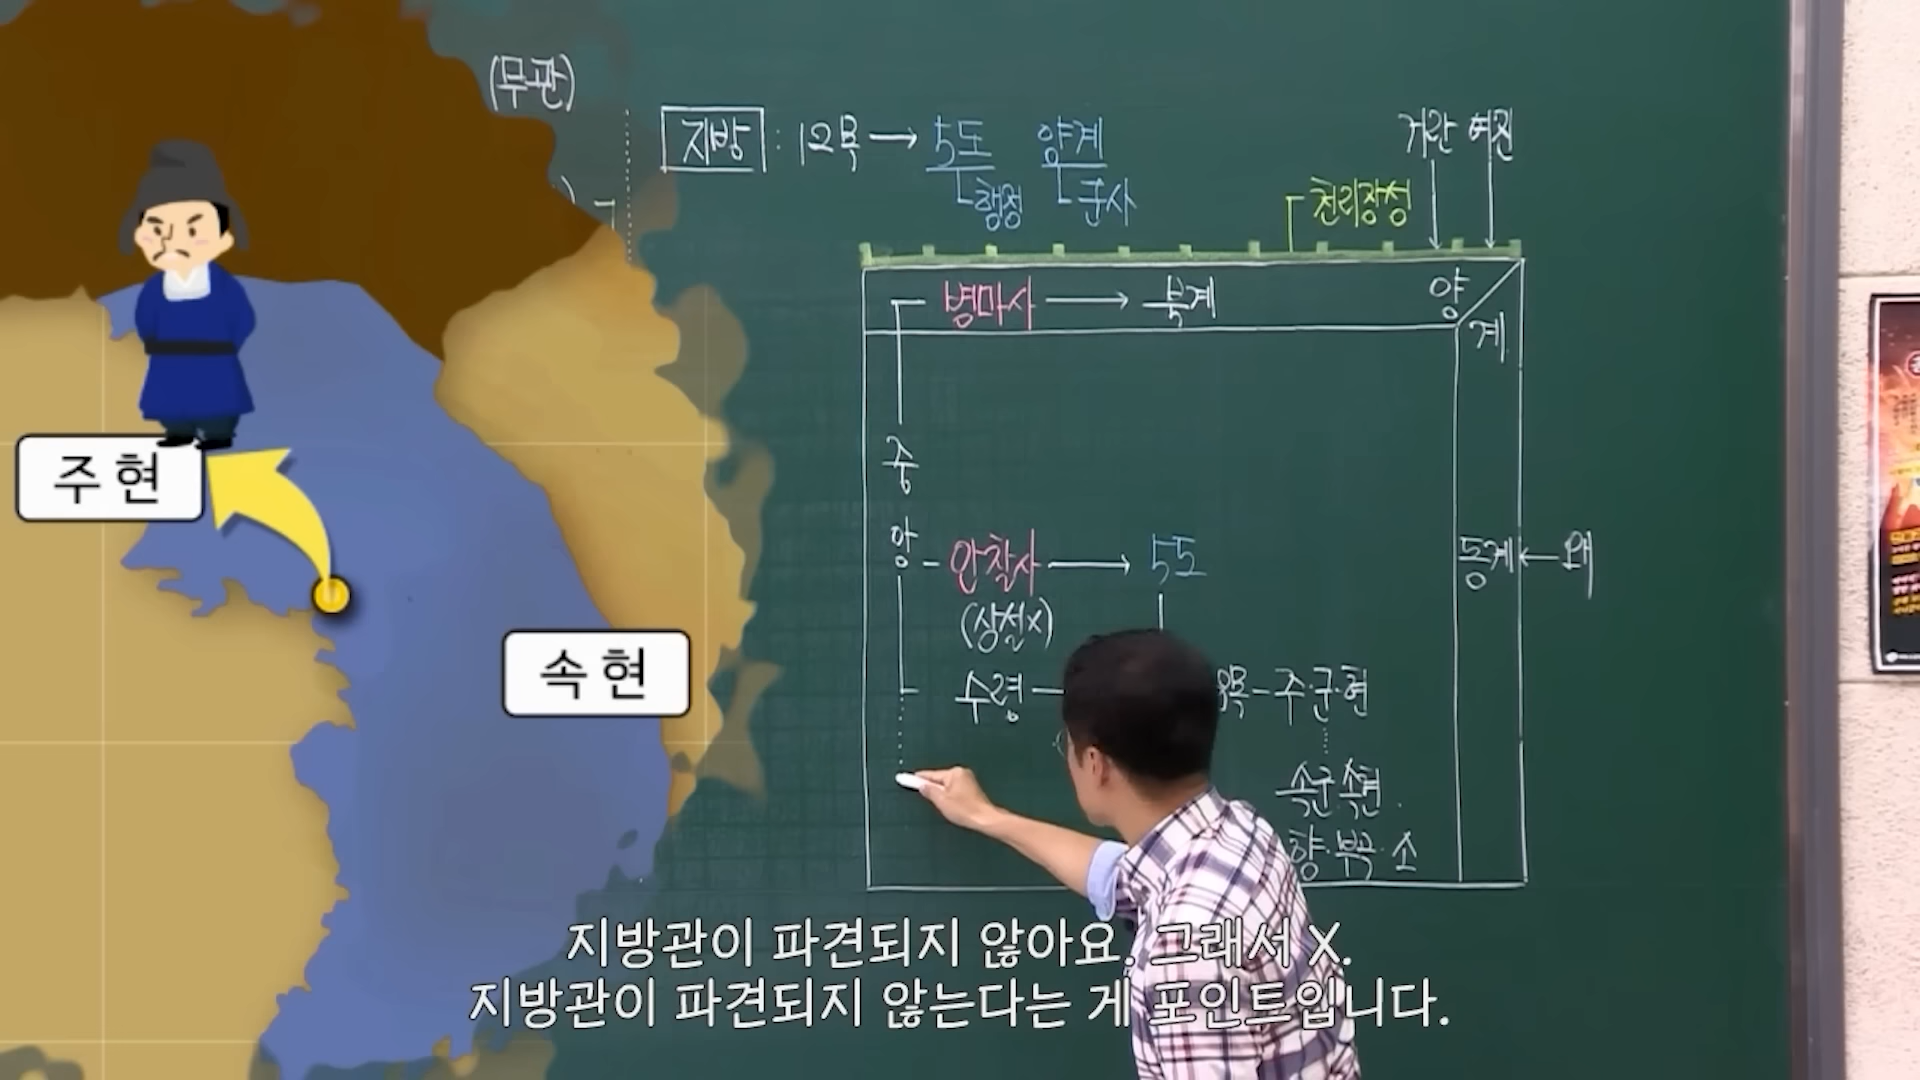 (무관)
지방 : 12목 → 5도 양계
행정 군사
거란 여진
천리장성
병마사 → 북계
양계
중앙
안찰사 → 5도
(상설x)
동계 ← 왜
수령 목 - 주·군·현
속군 속현
향·부곡·소
주현
속현
지방관이 파견되지 않아요. 그래서 X.
지방관이 파견되지 않는다는 게 포인트입니다.